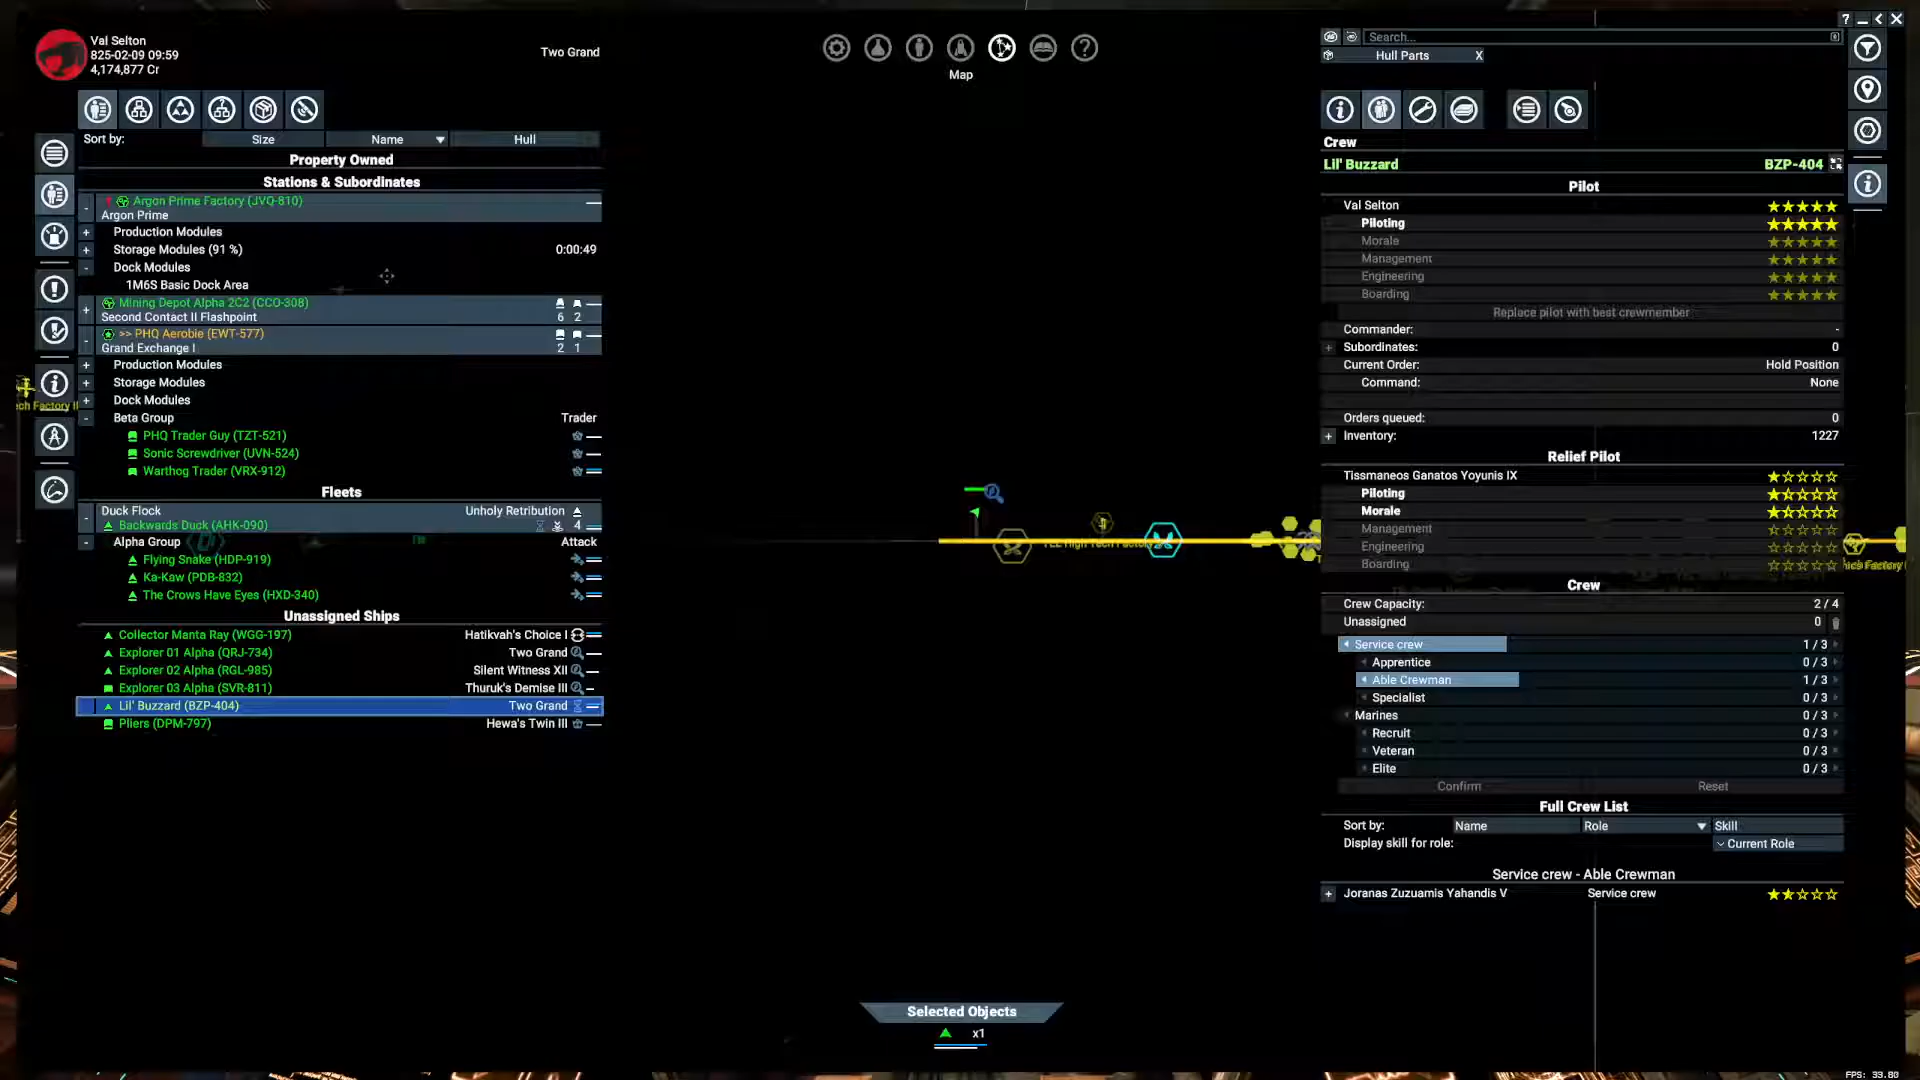 Val Selton
825-02-09 09:59
4,174,877 Cr
Two Grand
Map
Sort by:
Size
Name
Hull
Property Owned
Stations & Subordinates
Argon Prime Factory (JVQ-810)
Argon Prime
Production Modules
Storage Modules (91 %)
0:00:49
Dock Modules
1M6S Basic Dock Area
Mining Depot Alpha 2C2 (CCO-308)
Second Contact II Flashpoint
6 2
>> PHQ Aerobie (EWT-577)
Grand Exchange I
2 1
Production Modules
Storage Modules
Dock Modules
Beta Group
Trader
PHQ Trader Guy (TZT-521)
Sonic Screwdriver (UVN-524)
Warthog Trader (VRX-912)
Fleets
Duck Flock
Unholy Retribution
Backwards Duck (AHK-090)
4
Alpha Group
Attack
Flying Snake (HDP-919)
Ka-Kaw (PDB-832)
The Crows Have Eyes (HXD-340)
Unassigned Ships
Collector Manta Ray (WGG-197)
Hatikvah's Choice I
Explorer 01 Alpha (QRJ-734)
Two Grand
Explorer 02 Alpha (RGL-985)
Silent Witness XII
Explorer 03 Alpha (SVR-811)
Thuruk's Demise III
Lil' Buzzard (BZP-404)
Two Grand
Pliers (DPM-797)
Hewa's Twin III
Selected Objects
x1
? _ < X
Search...
Hull Parts
X
Crew
Lil' Buzzard
BZP-404
Pilot
Val Selton
Piloting
Morale
Management
Engineering
Boarding
Replace pilot with best crewmember
Commander:
-
Subordinates:
0
Current Order:
Hold Position
Command:
None
Orders queued:
0
Inventory:
1227
Relief Pilot
Tissmaneos Ganatos Yoyunis IX
Piloting
Morale
Management
Engineering
Boarding
Crew
Crew Capacity:
2 / 4
Unassigned
0
Service crew
1 / 3
Apprentice
0 / 3
Able Crewman
1 / 3
Specialist
0 / 3
Marines
0 / 3
Recruit
0 / 3
Veteran
0 / 3
Elite
0 / 3
Confirm
Reset
Full Crew List
Sort by:
Name
Role
Skill
Display skill for role:
Current Role
Service crew - Able Crewman
Joranas Zuzuamis Yahandis V
Service crew
FPS: 33.80